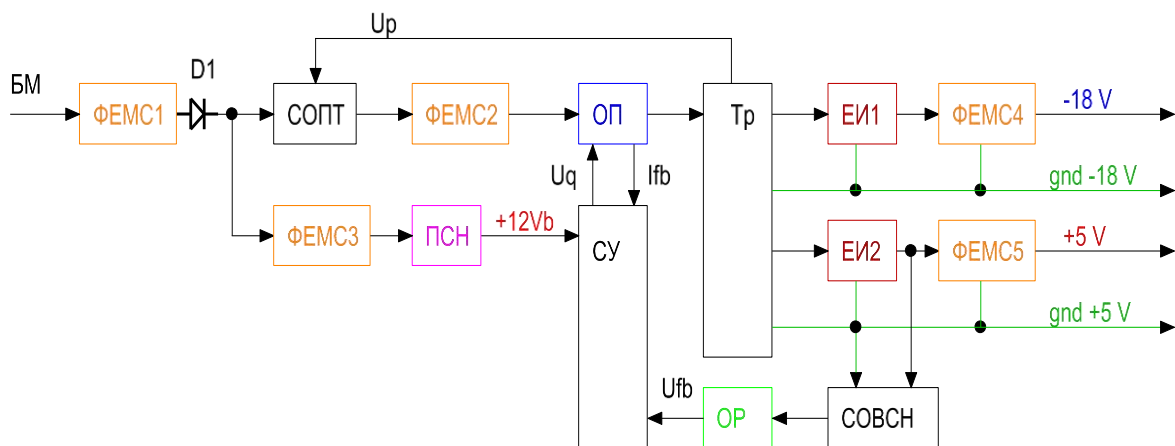 Up
D1
БМ
ФЕМС1
СОПТ
ФЕМС2
ОП
Тр
ЕИ1
ФЕМС4
-18 V
Uq
Ifb
gnd -18 V
ФЕМС3
ПСН
+12Vb
СУ
ЕИ2
ФЕМС5
+5 V
gnd +5 V
Ufb
ОР
СОВСН